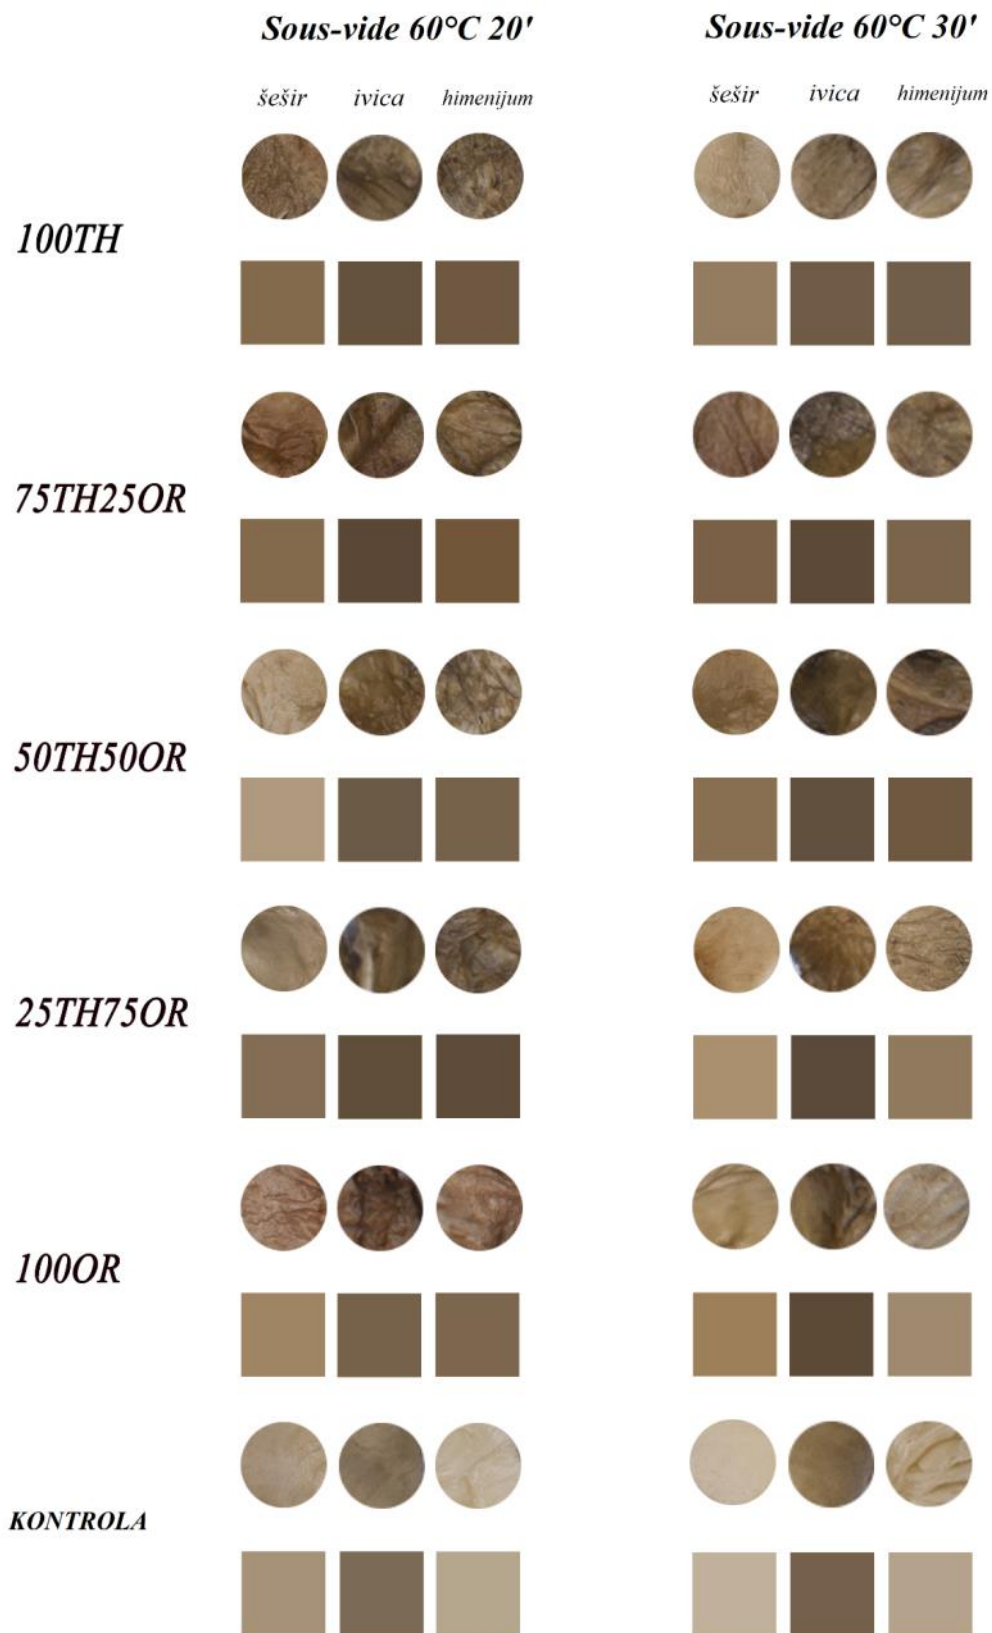 Sous-vide 60°C 20' Sous-vide 60°C 30'
šešir ivica himenijum šešir ivica himenijum
100TH
75TH25OR
50TH50OR
25TH75OR
100OR
KONTROLA